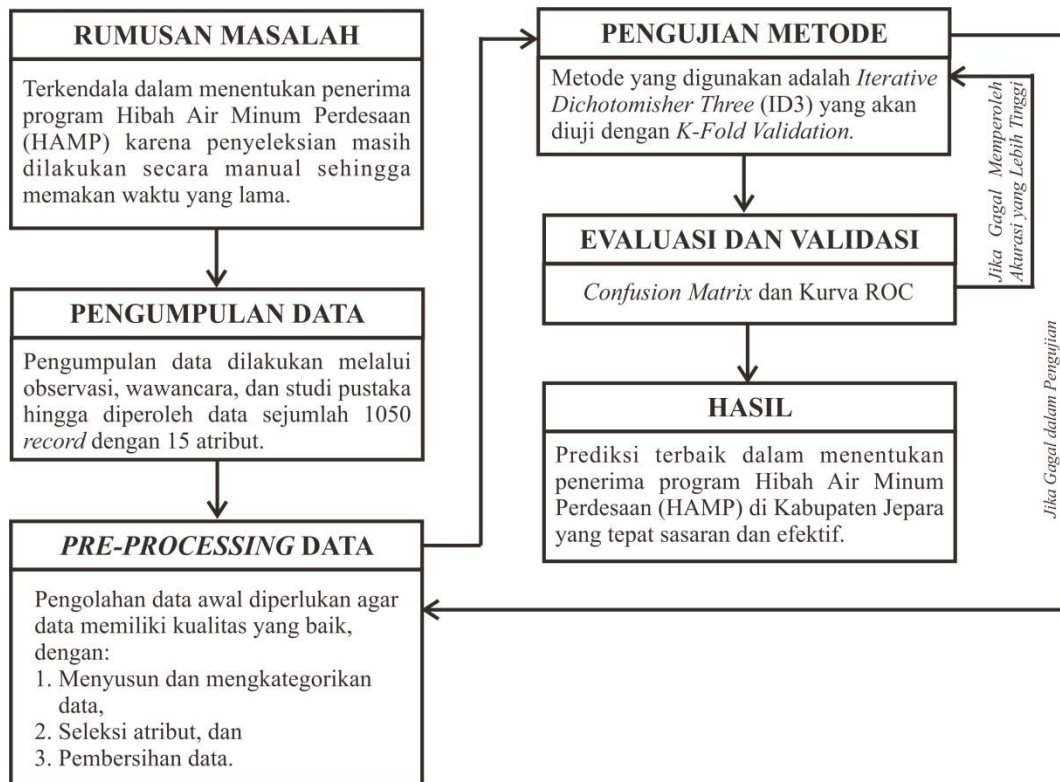 RUMUSAN MASALAH
Terkendala dalam menentukan penerima
program Hibah Air Minum Perdesaan
(HAMP) karena penyeleksian masih
dilakukan secara manual sehingga
memakan waktu yang lama.
PENGUMPULAN DATA
Pengumpulan data dilakukan melalui
observasi, wawancara, dan studi pustaka
hingga diperoleh data sejumlah 1050
record dengan 15 atribut.
PRE-PROCESSING DATA
Pengolahan data awal diperlukan agar
data memiliki kualitas yang baik,
dengan:
1. Menyusun dan mengkategorikan
data,
2. Seleksi atribut, dan
3. Pembersihan data.
PENGUJIAN METODE
Metode yang digunakan adalah Iterative
Dichotomisher Three (ID3) yang akan
diuji dengan K-Fold Validation.
EVALUASI DAN VALIDASI
Confusion Matrix dan Kurva ROC
HASIL
Prediksi terbaik dalam menentukan
penerima program Hibah Air Minum
Perdesaan (HAMP) di Kabupaten Jepara
yang tepat sasaran dan efektif.
Jika Gagal Memperoleh
Akurasi yang Lebih Tinggi
Jika Gagal dalam Pengujian